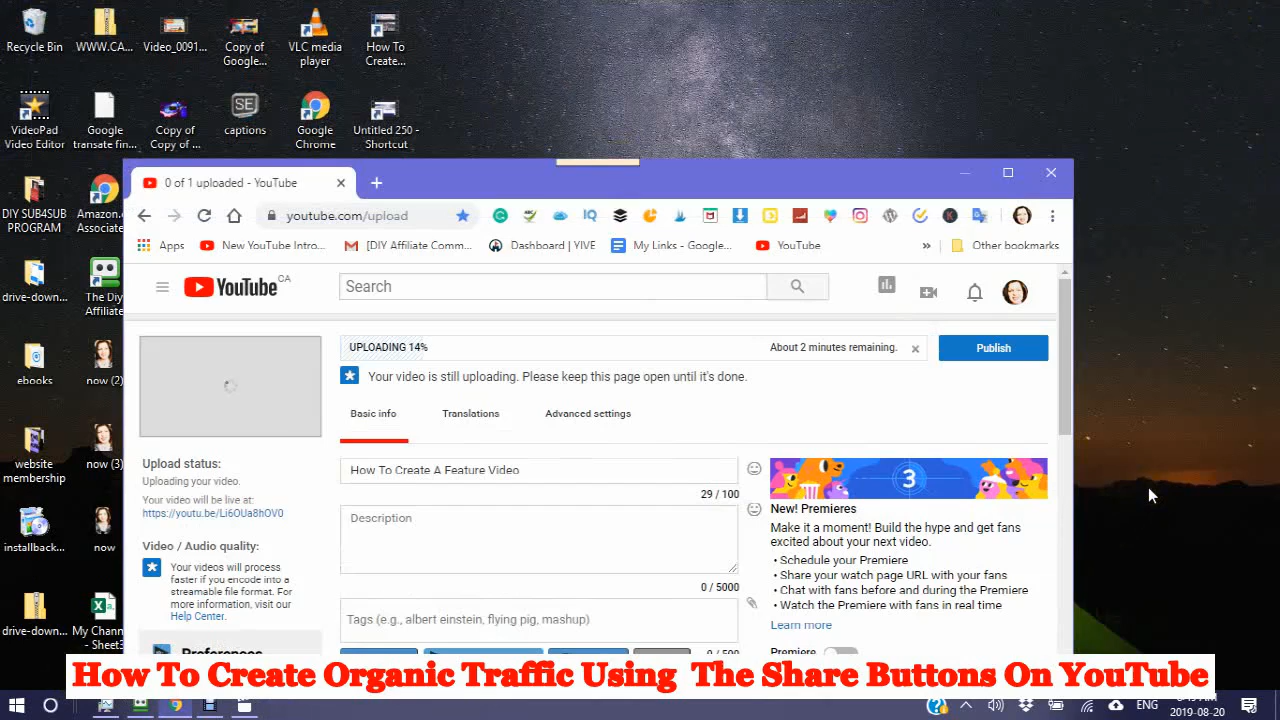 Recycle Bin
WWW.CA...
Video_0091...
Copy of
Google...
VLC media
player
How To
Create...
VideoPad
Video Editor
Google
transate fin...
Copy of
Copy of ...
SE
captions
Google
Chrome
Untitled 250 -
Shortcut
DIY SUB4SUB
PROGRAM
Amazon.c
Associate
drive-down...
The Diy
Affiliate
ebooks
now (2)
website
membership
now (3)
installback...
now
drive-down...
My Chann
- Sheet3
0 of 1 uploaded - YouTube
youtube.com/upload
IQ
K
Apps
New YouTube Intro...
[DIY Affiliate Comm...
Dashboard | YIVE
My Links - Google...
YouTube
»
Other bookmarks
YouTube CA
Search
UPLOADING 14%
About 2 minutes remaining.
Publish
Your video is still uploading. Please keep this page open until it's done.
Basic info
Translations
Advanced settings
Upload status:
Uploading your video.
Your video will be live at:
https://youtu.be/Li6OUa8hOV0
Video / Audio quality:
Your videos will process
faster if you encode into a
streamable file format. For
more information, visit our
Help Center.
Preferences
How To Create A Feature Video
29 / 100
Description
0 / 5000
Tags (e.g., albert einstein, flying pig, mashup)
0 / 500
3
New! Premieres
Make it a moment! Build the hype and get fans
excited about your next video.
• Schedule your Premiere
• Share your watch page URL with your fans
• Chat with fans before and during the Premiere
• Watch the Premiere with fans in real time
Learn more
Premiere
How To Create Organic Traffic Using The Share Buttons On YouTube
ENG
2019-08-20